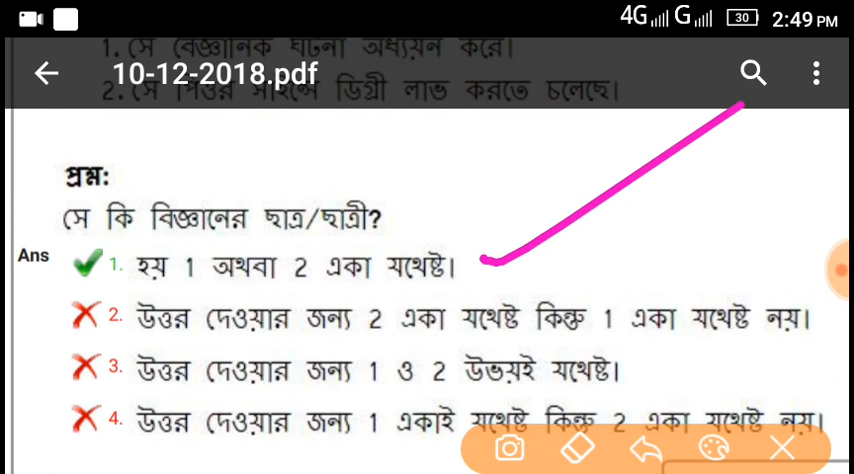 4G G 30 2:49 PM
1. সে বৈজ্ঞানিক ঘটনা অধ্যয়ন করে।
10-12-2018.pdf
2. সে পিওর সাইন্সে ডিগ্রী লাভ করতে চলেছে।
প্রশ্ন:
সে কি বিজ্ঞানের ছাত্র/ছাত্রী?
Ans 1. হয় 1 অথবা 2 একা যথেষ্ট।
2. উত্তর দেওয়ার জন্য 2 একা যথেষ্ট কিন্তু 1 একা যথেষ্ট নয়।
3. উত্তর দেওয়ার জন্য 1 ও 2 উভয়ই যথেষ্ট।
4. উত্তর দেওয়ার জন্য 1 একাই যথেষ্ট কিন্তু 2 একা যথেষ্ট নয়।